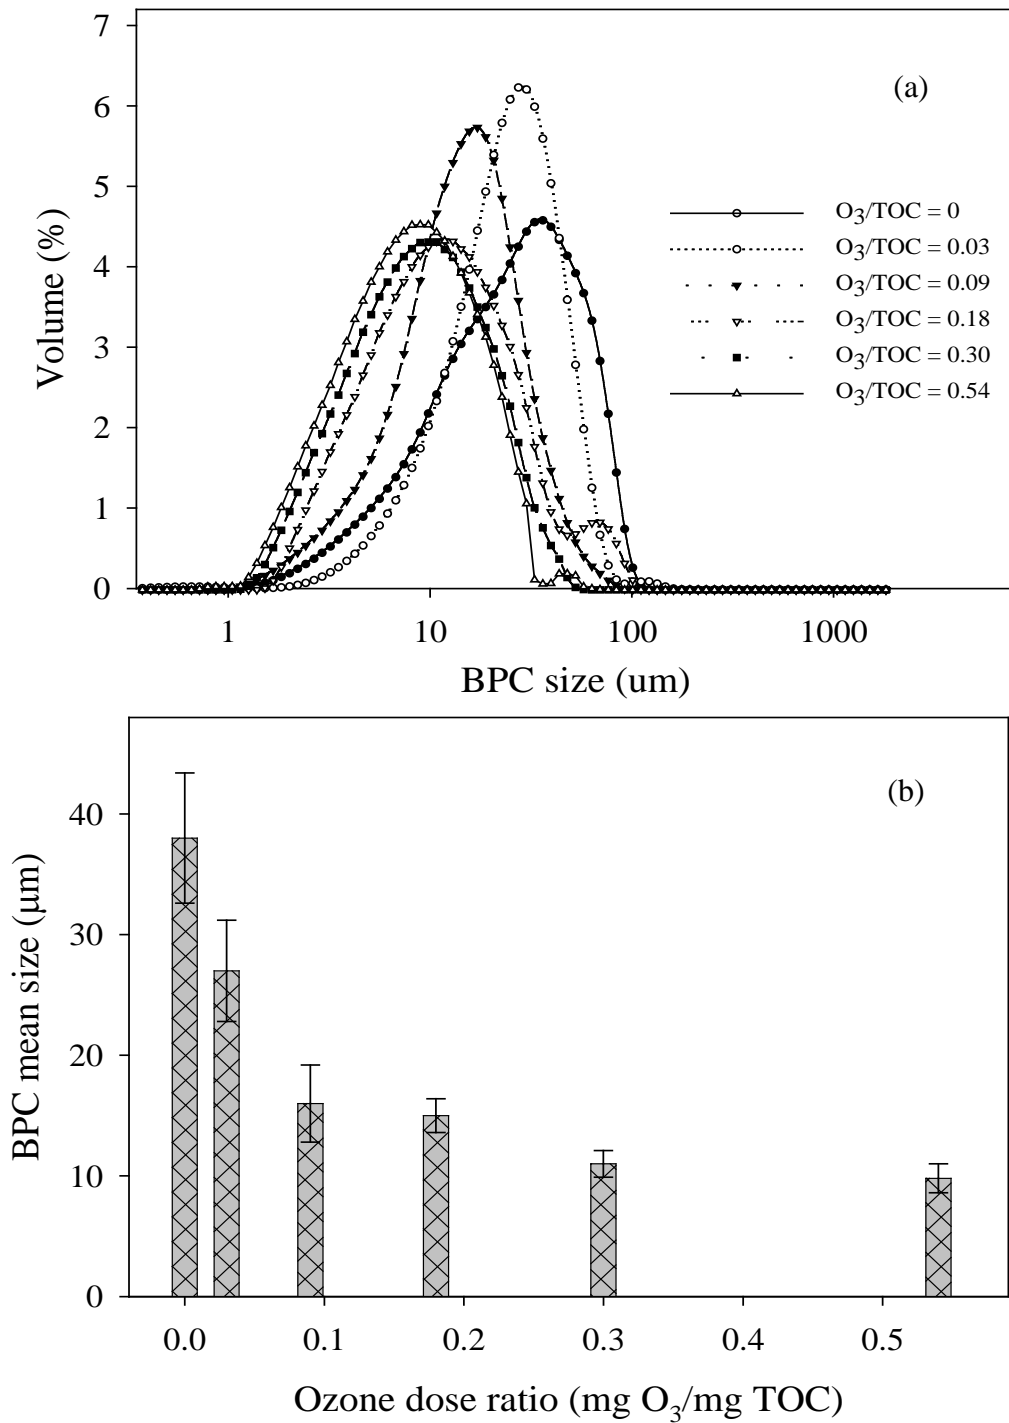 7
6
5
4
3
2
1
0
Volume (%)
(a)
O3/TOC = 0
O3/TOC = 0.03
O3/TOC = 0.09
O3/TOC = 0.18
O3/TOC = 0.30
O3/TOC = 0.54
1 10 100 1000
BPC size (um)
40
30
20
10
0
BPC mean size (μm)
(b)
0.0 0.1 0.2 0.3 0.4 0.5
Ozone dose ratio (mg O3/mg TOC)